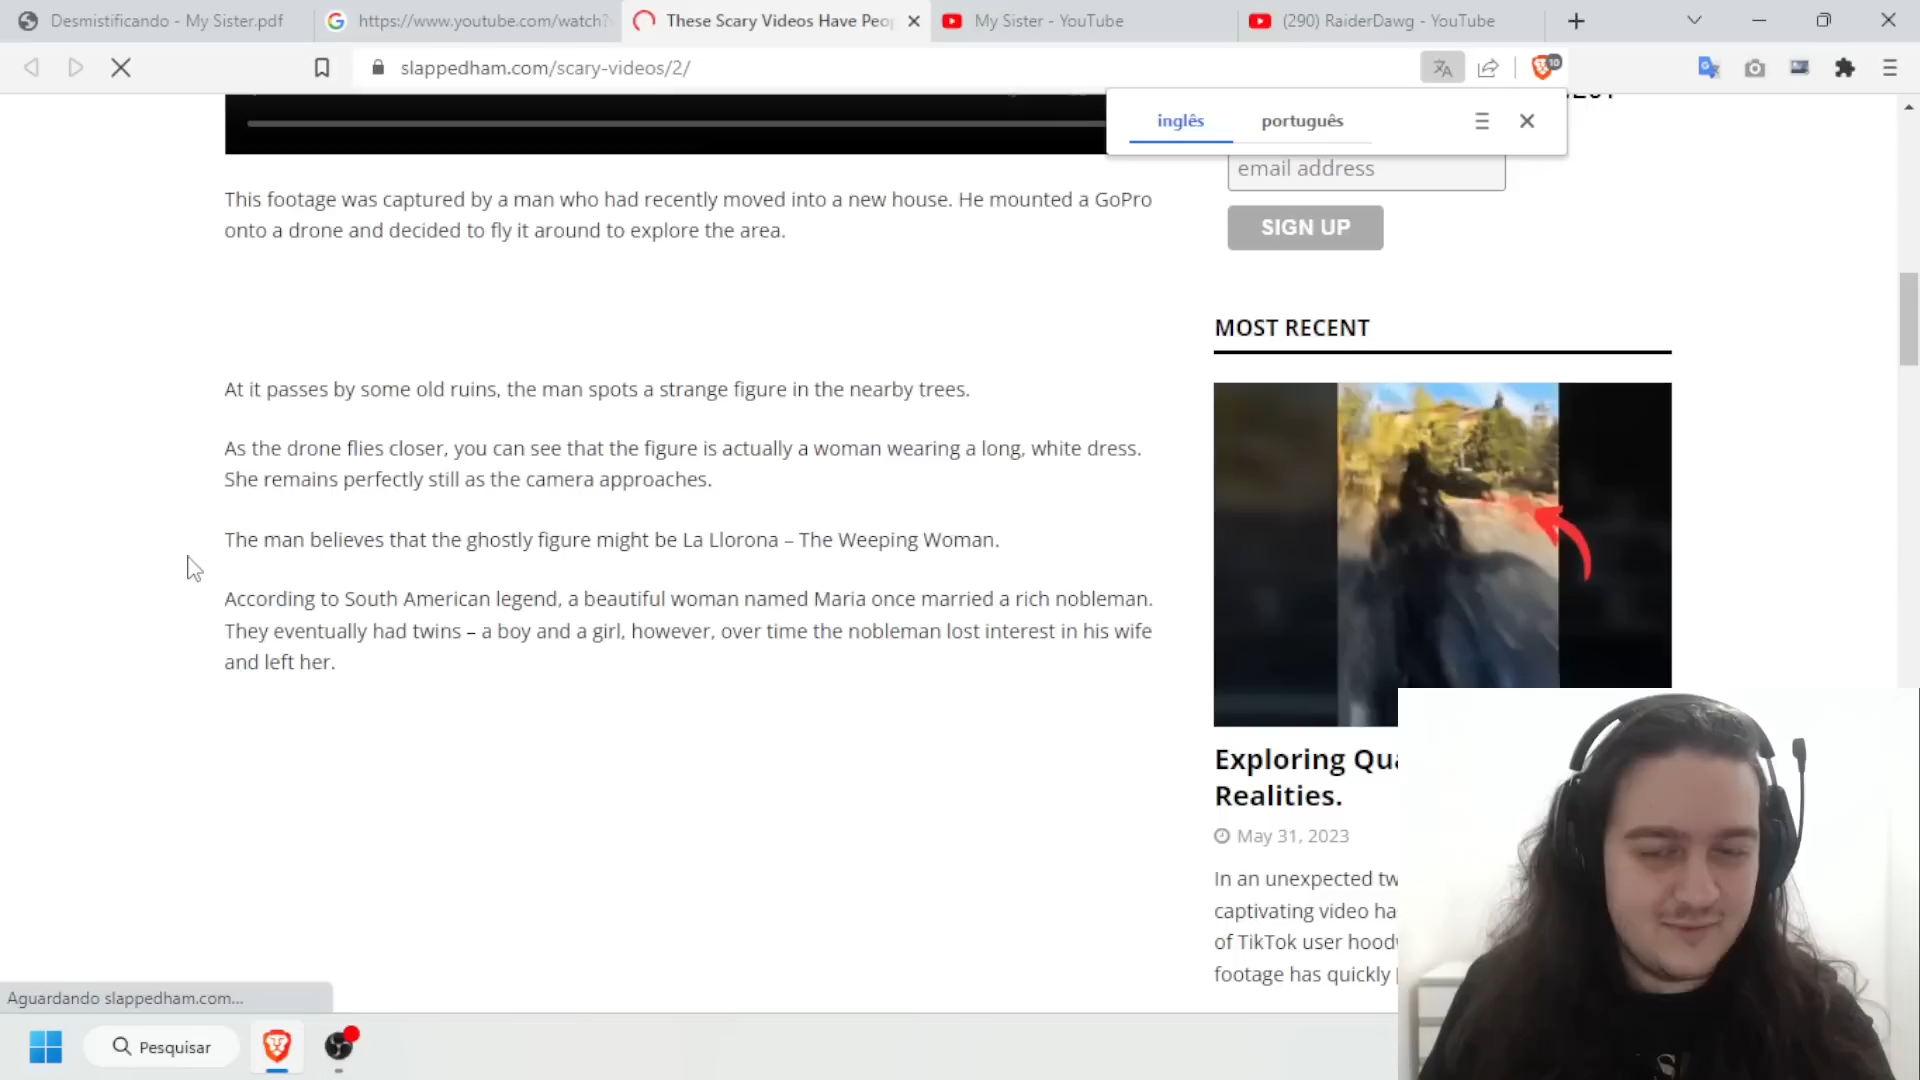 Desmistificando - My Sister.pdf
https://www.youtube.com/watch?
These Scary Videos Have Peo
My Sister - YouTube
(290) RaiderDawg - YouTube
slappedham.com/scary-videos/2/
10
inglês
português
email address
SIGN UP
This footage was captured by a man who had recently moved into a new house. He mounted a GoPro
onto a drone and decided to fly it around to explore the area.
At it passes by some old ruins, the man spots a strange figure in the nearby trees.
As the drone flies closer, you can see that the figure is actually a woman wearing a long, white dress.
She remains perfectly still as the camera approaches.
The man believes that the ghostly figure might be La Llorona – The Weeping Woman.
According to South American legend, a beautiful woman named Maria once married a rich nobleman.
They eventually had twins – a boy and a girl, however, over time the nobleman lost interest in his wife
and left her.
MOST RECENT
Exploring Qua
Realities.
May 31, 2023
In an unexpected tw
captivating video ha
of TikTok user hoodw
footage has quickly
Aguardando slappedham.com...
Pesquisar